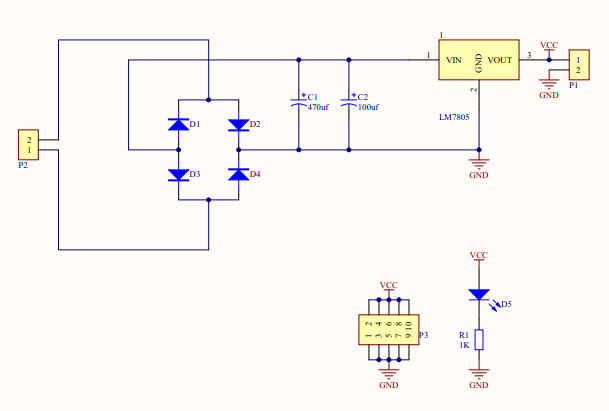 1
1 VIN VOUT 3
GND
2
LM7805
VCC
1
2
P1
GND
C1
470uf
C2
100uf
D1
D2
D3
D4
2
1
P2
GND
VCC
2 4 6 8 10
1 3 5 7 9
P3
GND
VCC
D5
R1
1K
GND